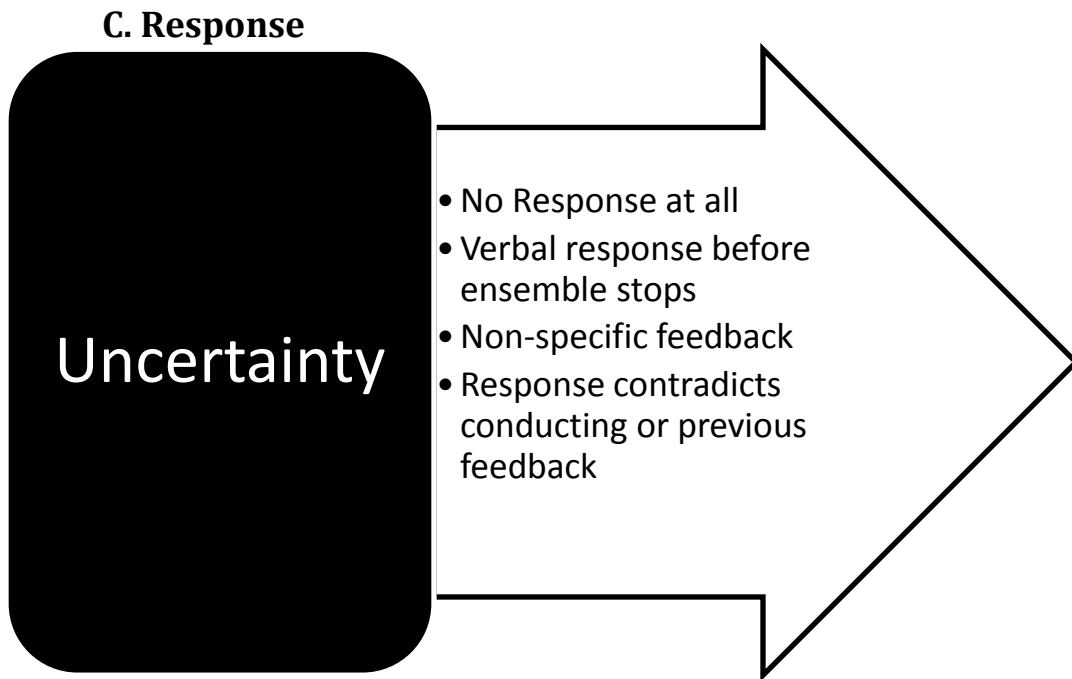 C. Response
Uncertainty
• No Response at all
• Verbal response before
ensemble stops
• Non-specific feedback
• Response contradicts
conducting or previous
feedback